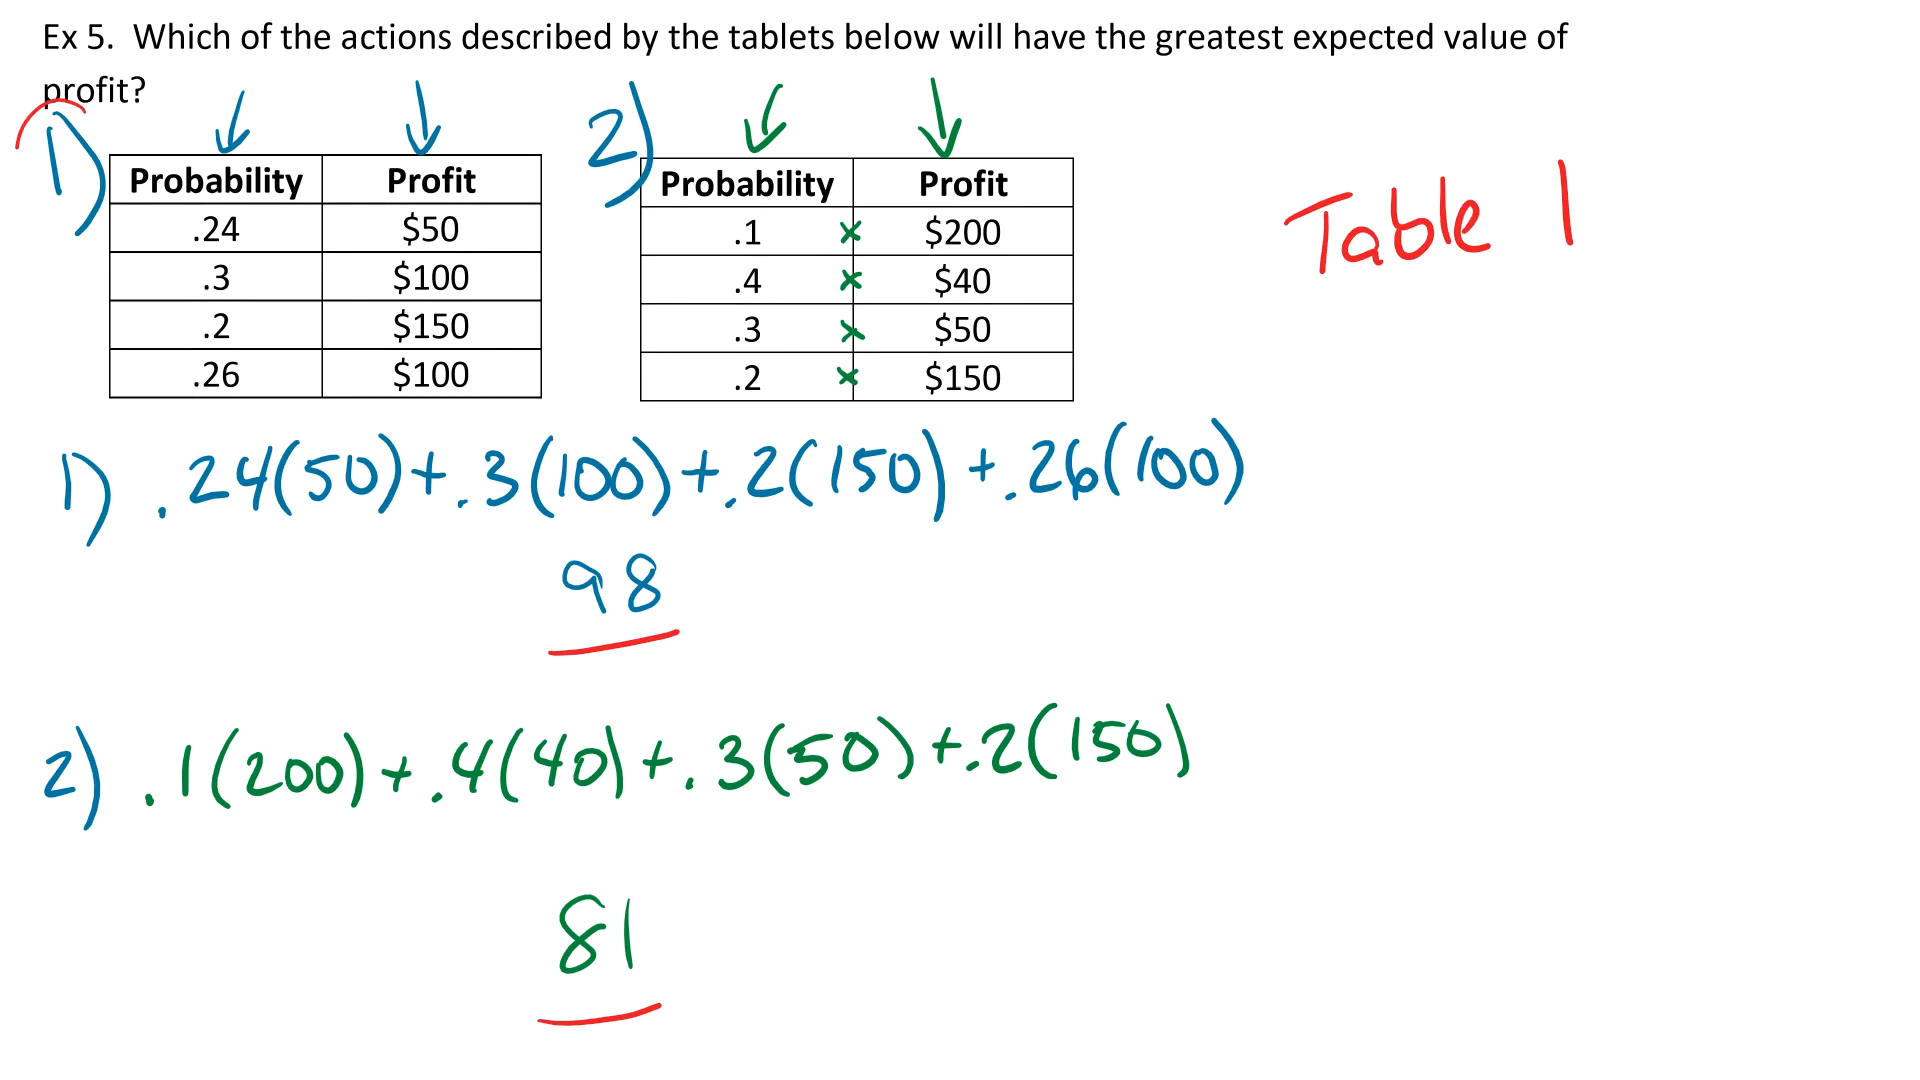 Ex 5. Which of the actions described by the tablets below will have the greatest expected value of
profit?
1) 2)
Probability Profit
.24 $50
.3 $100
.2 $150
.26 $100
Probability Profit
.1 × $200
.4 × $40
.3 × $50
.2 × $150
Table 1
1) .24(50)+.3(100)+.2(150)+.26(100)
98
2) .1(200)+.4(40)+.3(50)+.2(150)
81